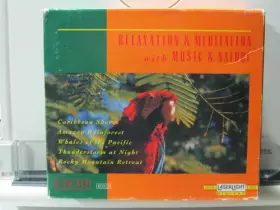 RELAXATION & MEDITATION
with MUSIC & NATURE
Caribbean Shores
Amazon Rainforest
Whales of the Pacific
Thunderstorm at Night
Rocky Mountain Retreat
LASERLIGHT